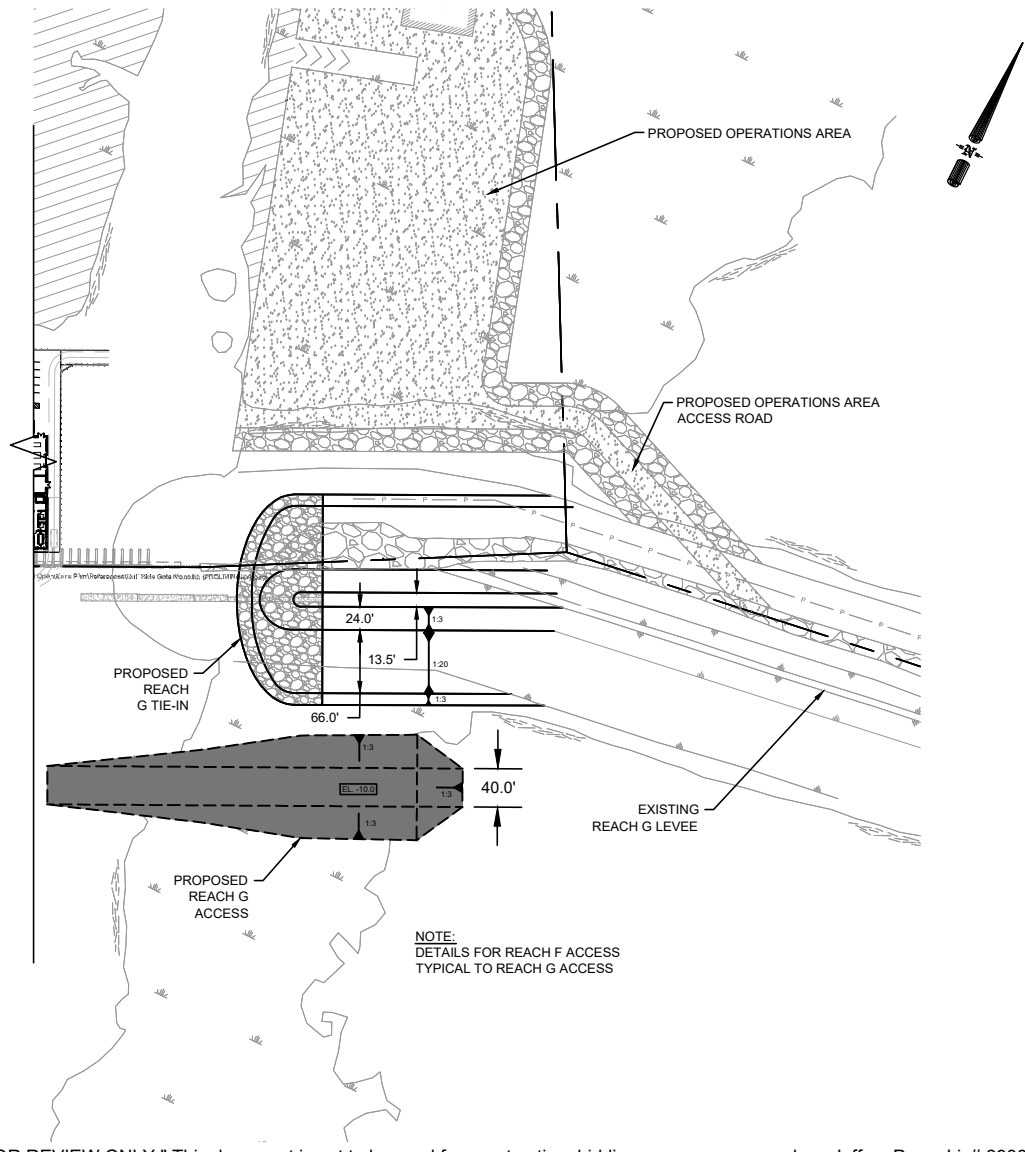 PROPOSED OPERATIONS AREA
N
PROPOSED OPERATIONS AREA
ACCESS ROAD
P P P
P
P
P
P
P
24.0'
1:3
13.5'
1:20
1:3
66.0'
PROPOSED
REACH
G TIE-IN
1:3
EL. -10.0
1:3
40.0'
1:3
EXISTING
REACH G LEVEE
PROPOSED
REACH G
ACCESS
NOTE:
DETAILS FOR REACH F ACCESS
TYPICAL TO REACH G ACCESS